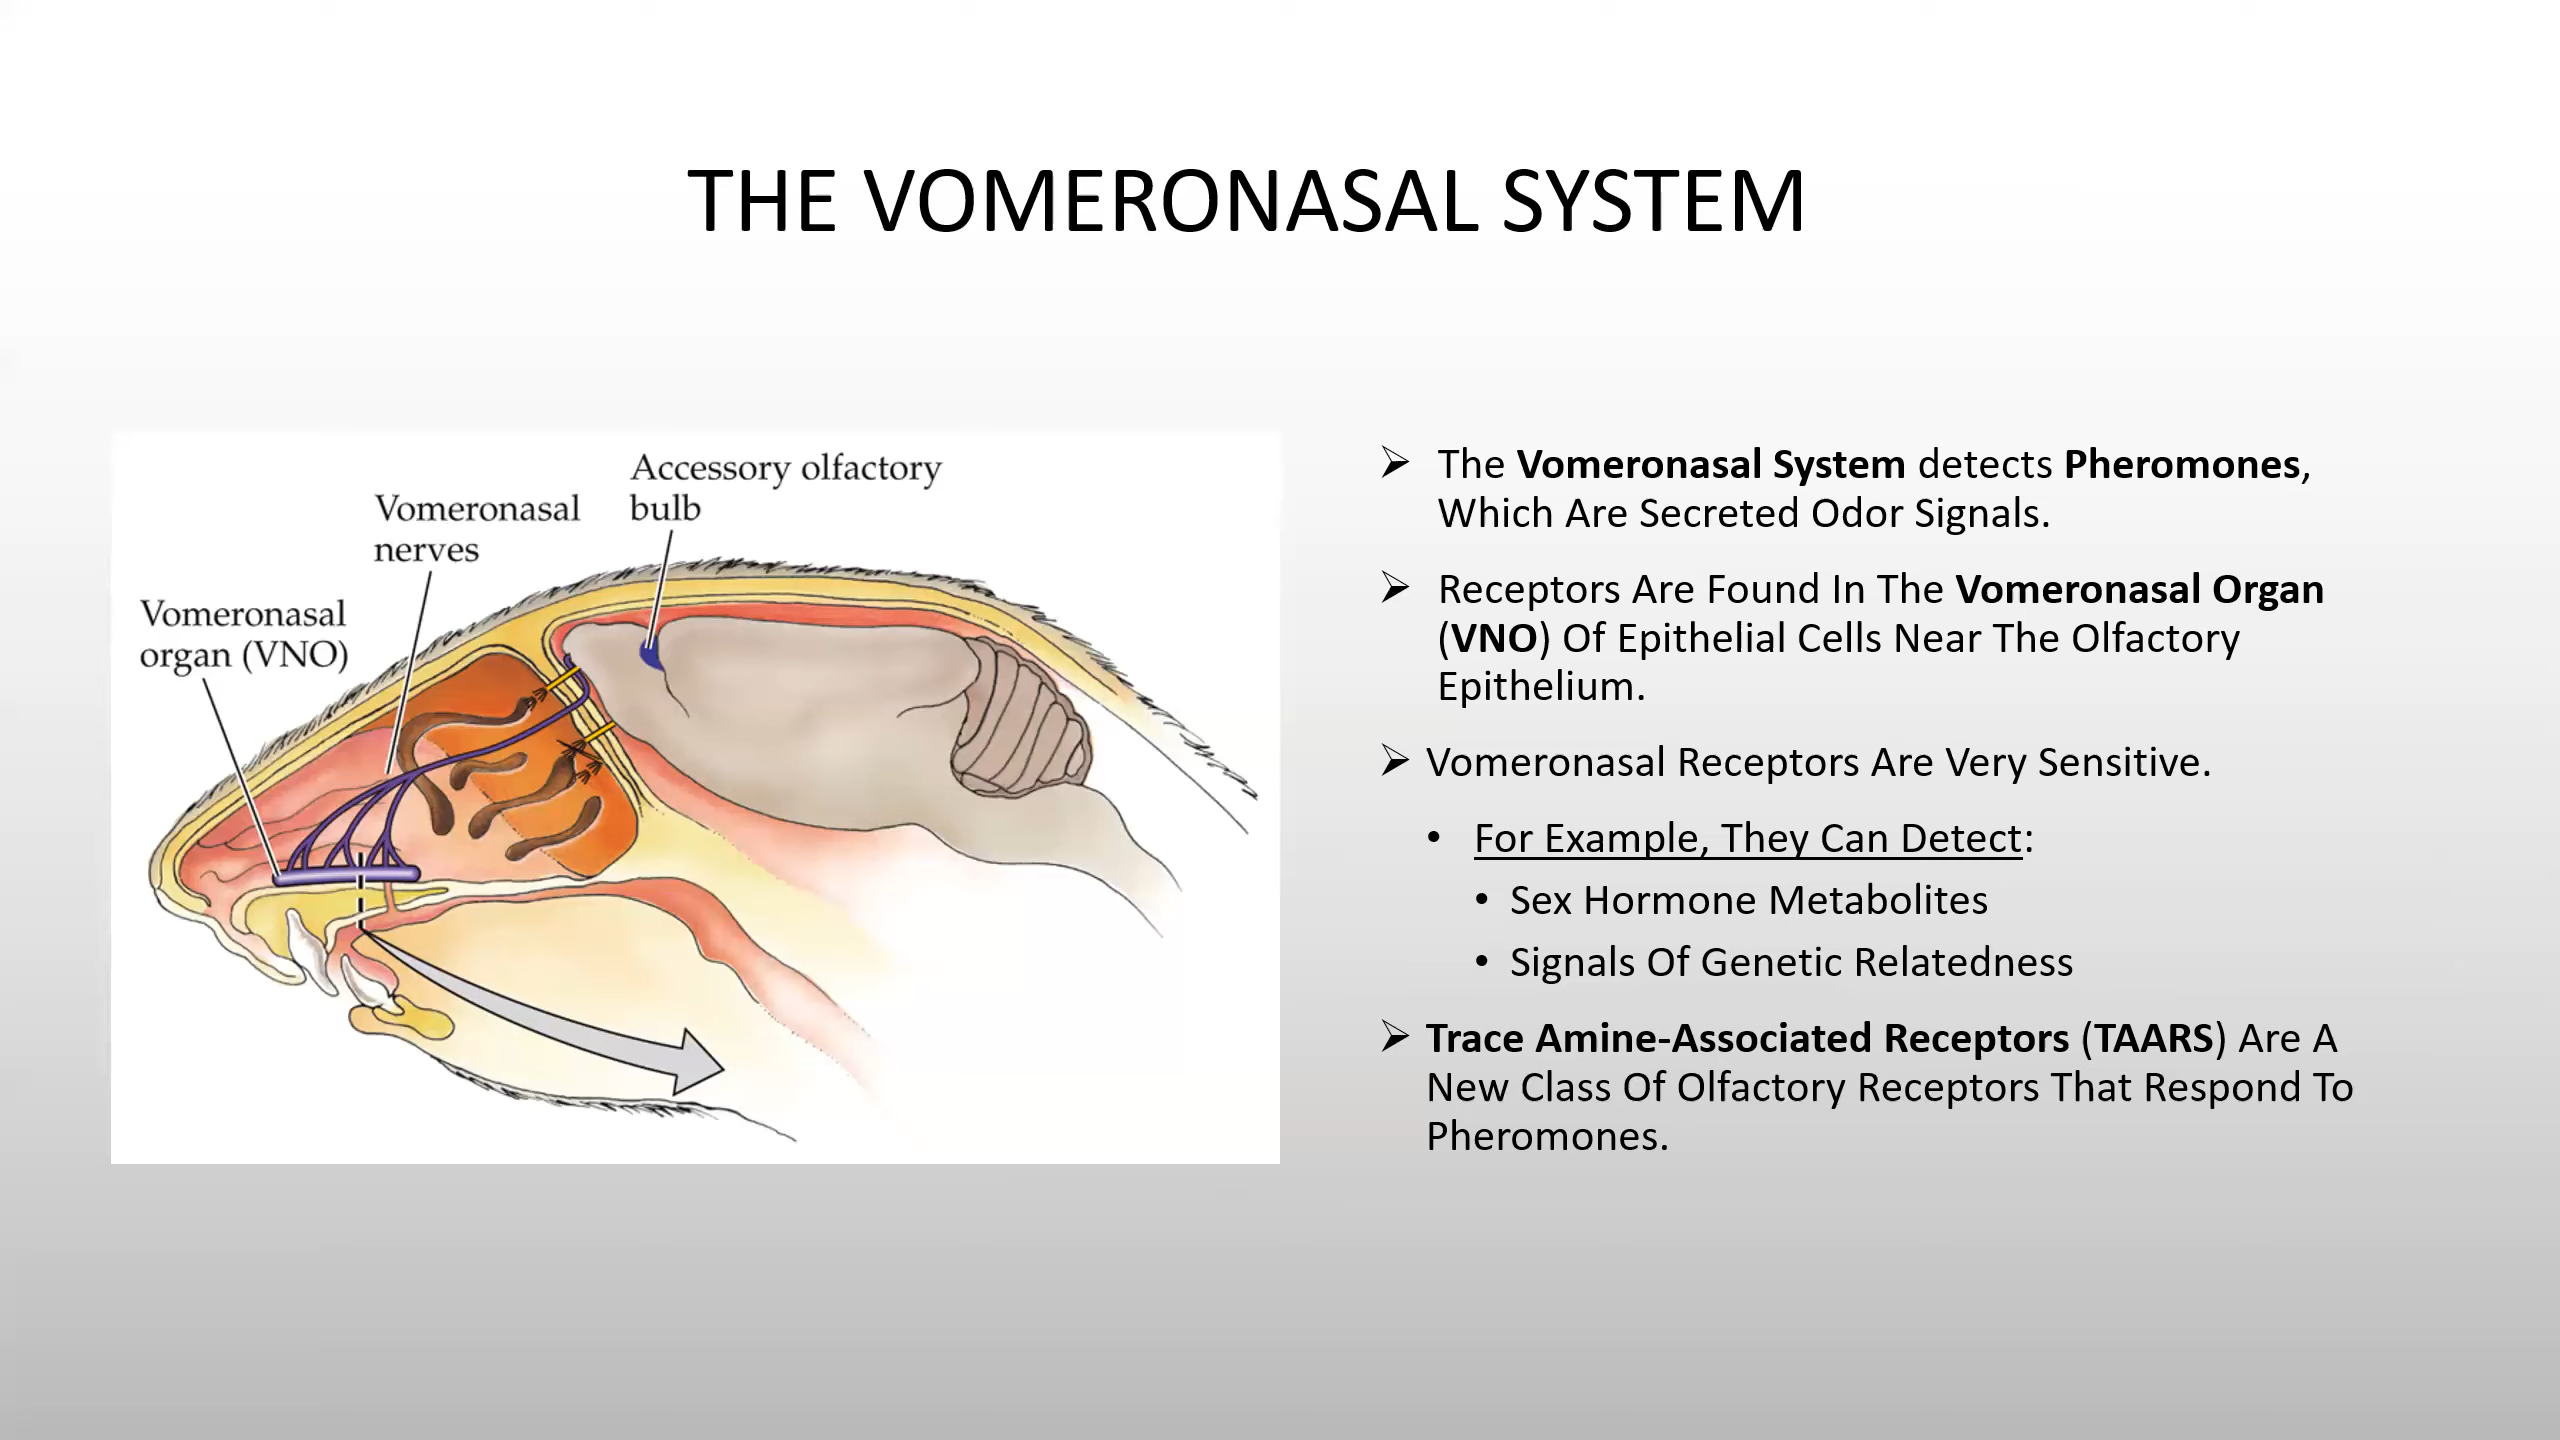 THE VOMERONASAL SYSTEM
Accessory olfactory
bulb
Vomeronasal
nerves
Vomeronasal
organ (VNO)
➢ The Vomeronasal System detects Pheromones,
Which Are Secreted Odor Signals.
➢ Receptors Are Found In The Vomeronasal Organ
(VNO) Of Epithelial Cells Near The Olfactory
Epithelium.
➢ Vomeronasal Receptors Are Very Sensitive.
• For Example, They Can Detect:
• Sex Hormone Metabolites
• Signals Of Genetic Relatedness
➢ Trace Amine-Associated Receptors (TAARS) Are A
New Class Of Olfactory Receptors That Respond To
Pheromones.